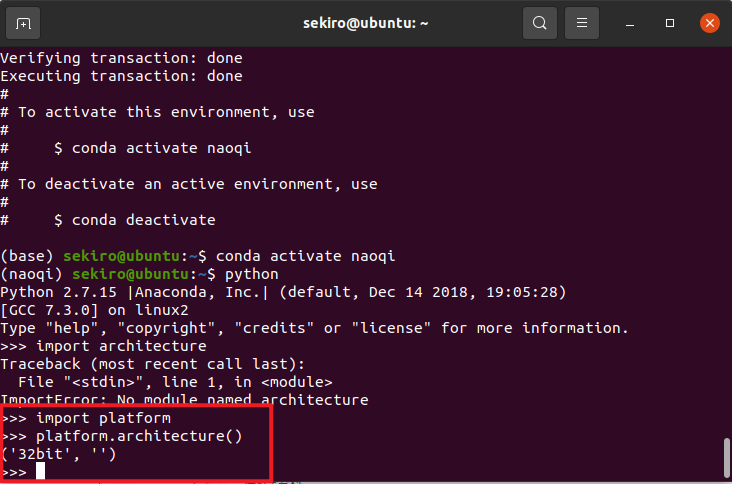 sekiro@ubuntu: ~
Verifying transaction: done
Executing transaction: done
#
# To activate this environment, use
#
#     $ conda activate naoqi
#
# To deactivate an active environment, use
#
#     $ conda deactivate
(base) sekiro@ubuntu:~$ conda activate naoqi
(naoqi) sekiro@ubuntu:~$ python
Python 2.7.15 |Anaconda, Inc.| (default, Dec 14 2018, 19:05:28)
[GCC 7.3.0] on linux2
Type "help", "copyright", "credits" or "license" for more information.
>>> import architecture
Traceback (most recent call last):
  File "<stdin>", line 1, in <module>
ImportError: No module named architecture
>>> import platform
>>> platform.architecture()
('32bit', '')
>>>